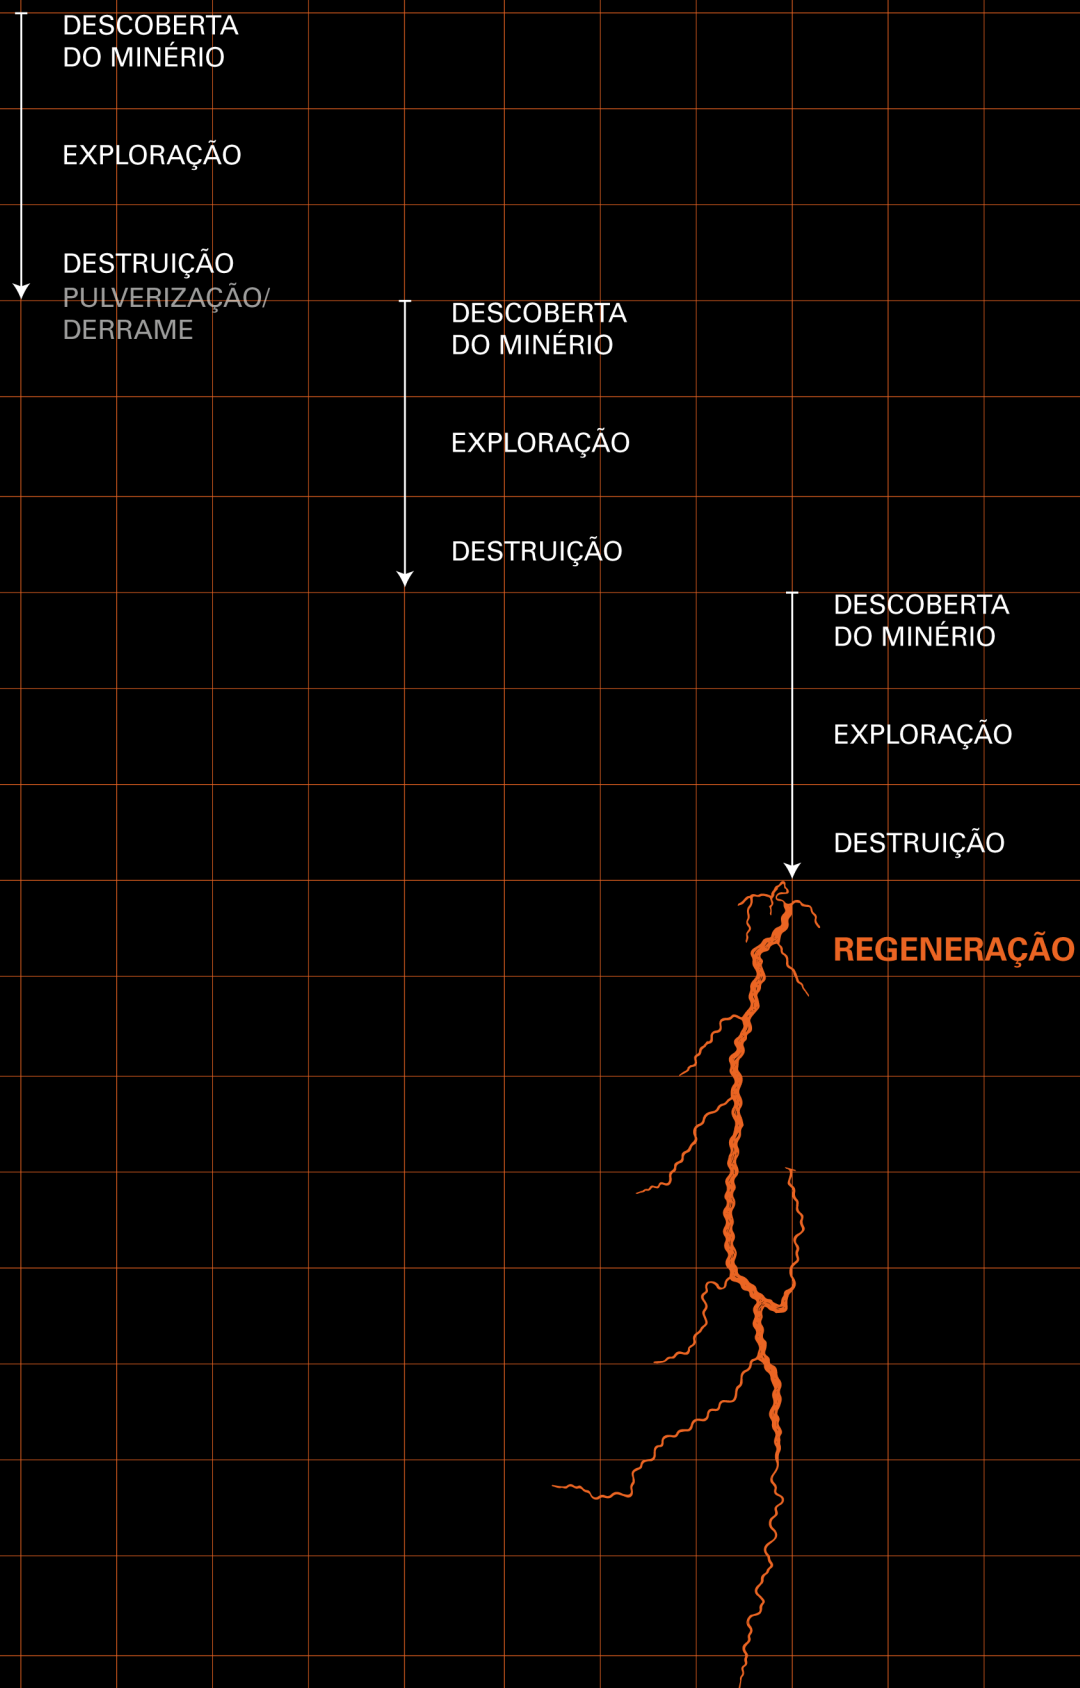 DESCOBERTA
DO MINÉRIO
EXPLORAÇÃO
DESTRUIÇÃO
PULVERIZAÇÃO/
DERRAME
DESCOBERTA
DO MINÉRIO
EXPLORAÇÃO
DESTRUIÇÃO
DESCOBERTA
DO MINÉRIO
EXPLORAÇÃO
DESTRUIÇÃO
REGENERAÇÃO